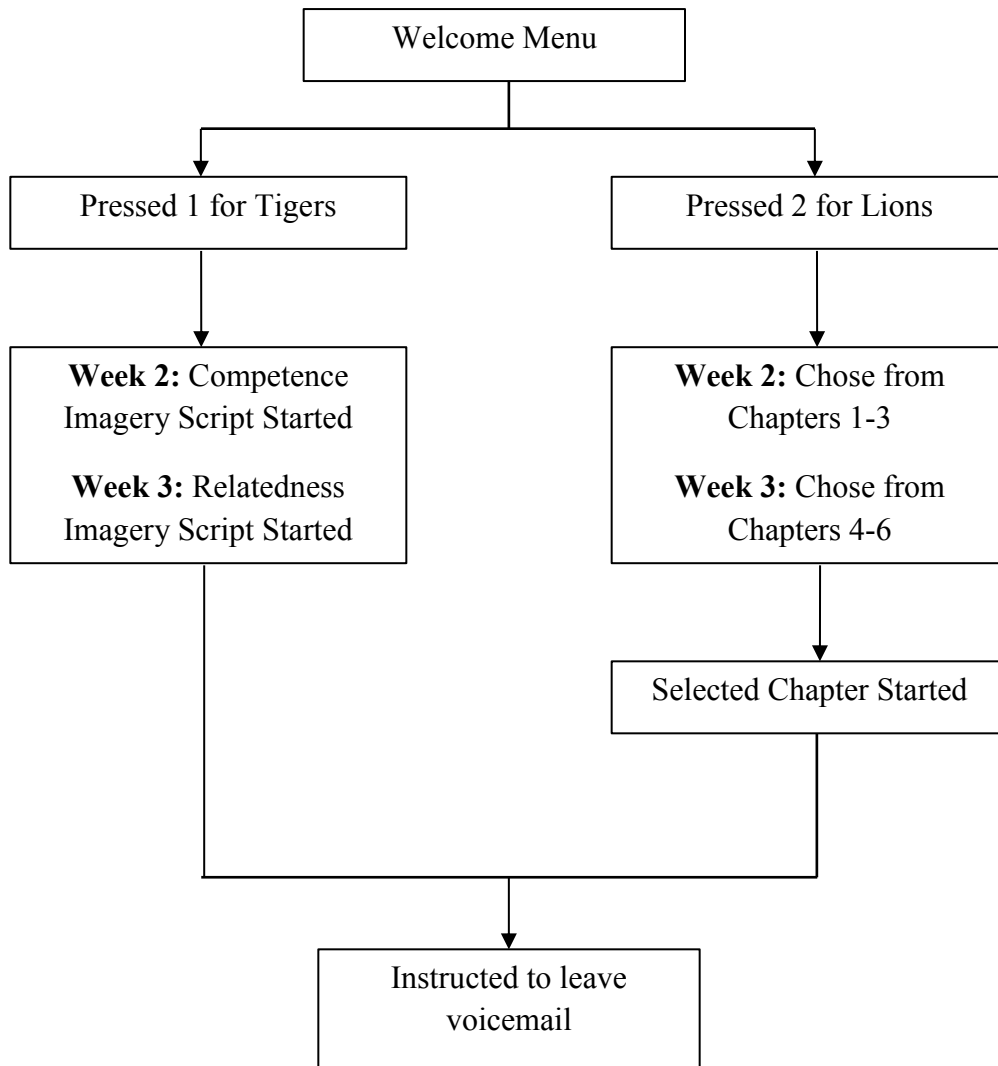 Welcome Menu
Pressed 1 for Tigers
Pressed 2 for Lions
Week 2: Competence
Imagery Script Started
Week 3: Relatedness
Imagery Script Started
Week 2: Chose from
Chapters 1-3
Week 3: Chose from
Chapters 4-6
Selected Chapter Started
Instructed to leave
voicemail